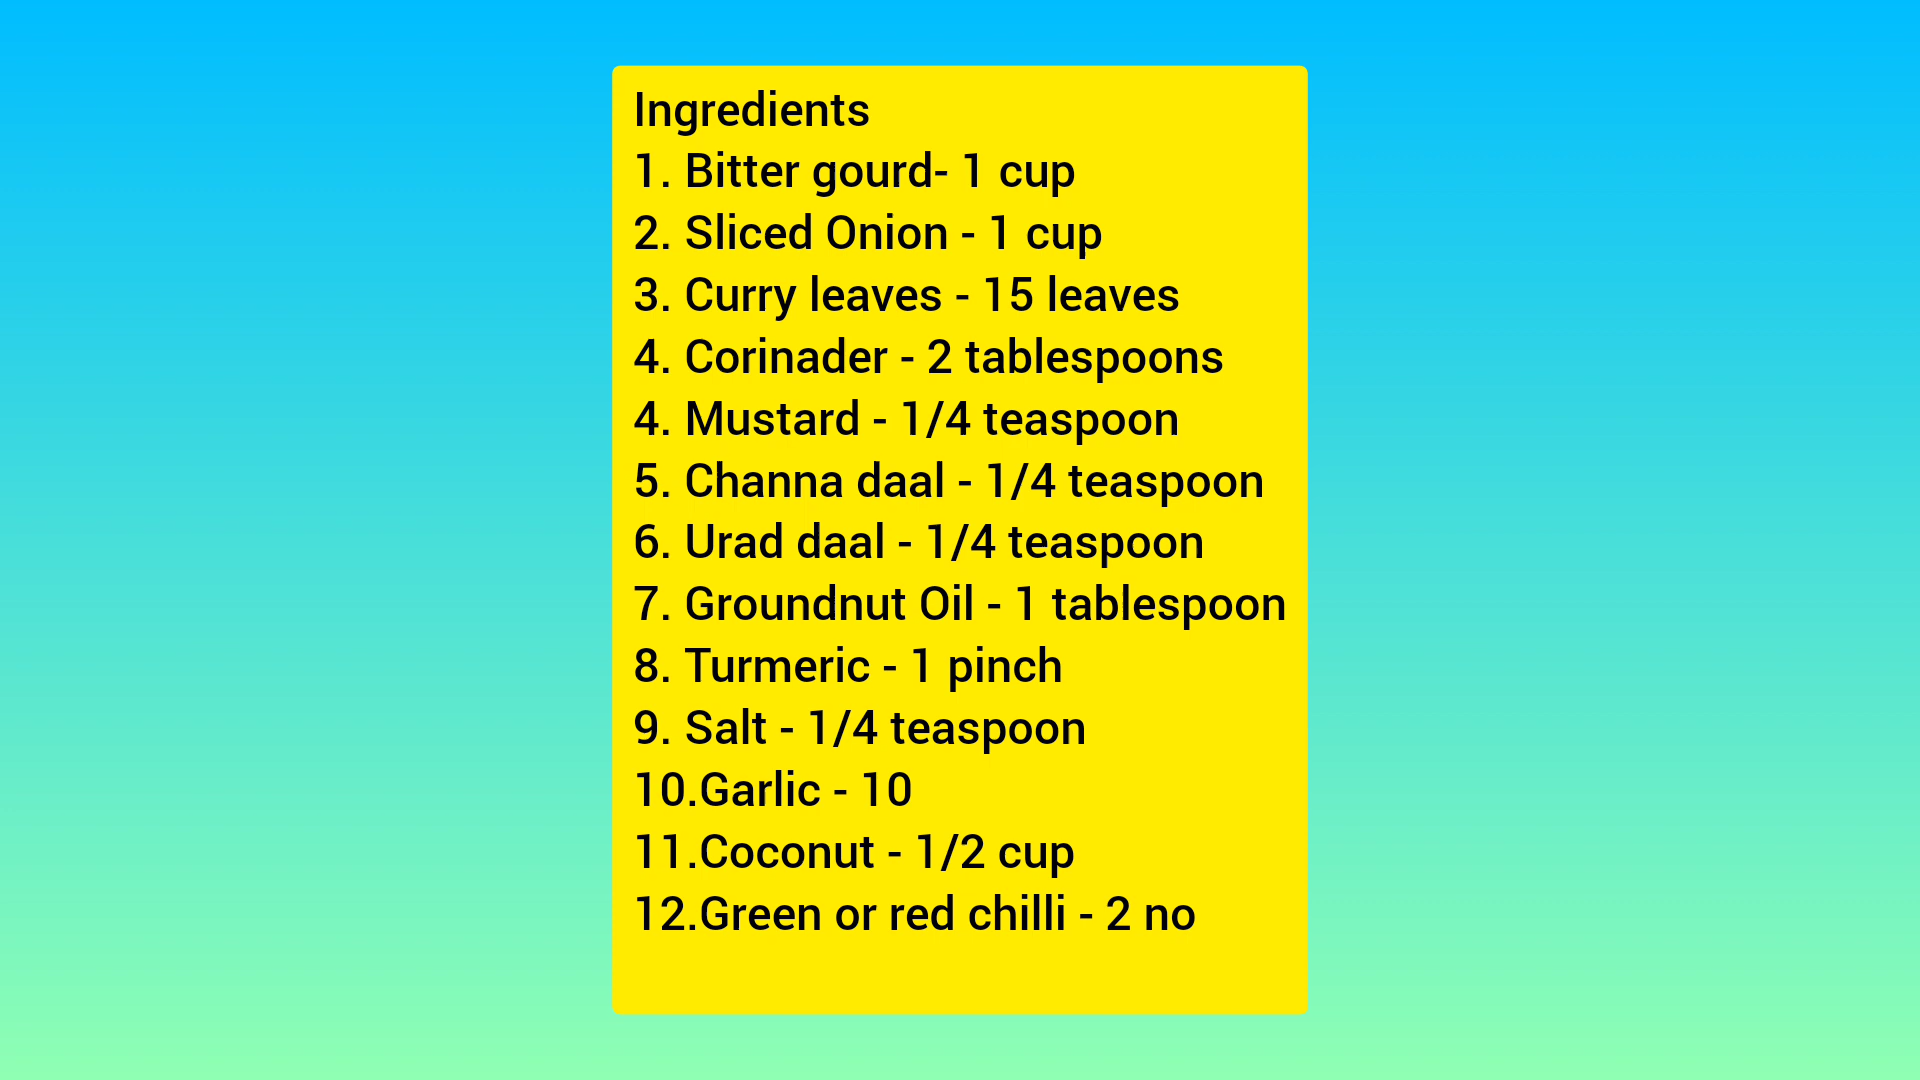 Ingredients
1. Bitter gourd- 1 cup
2. Sliced Onion - 1 cup
3. Curry leaves - 15 leaves
4. Corinader - 2 tablespoons
4. Mustard - 1/4 teaspoon
5. Channa daal - 1/4 teaspoon
6. Urad daal - 1/4 teaspoon
7. Groundnut Oil - 1 tablespoon
8. Turmeric - 1 pinch
9. Salt - 1/4 teaspoon
10.Garlic - 10
11.Coconut - 1/2 cup
12.Green or red chilli - 2 no